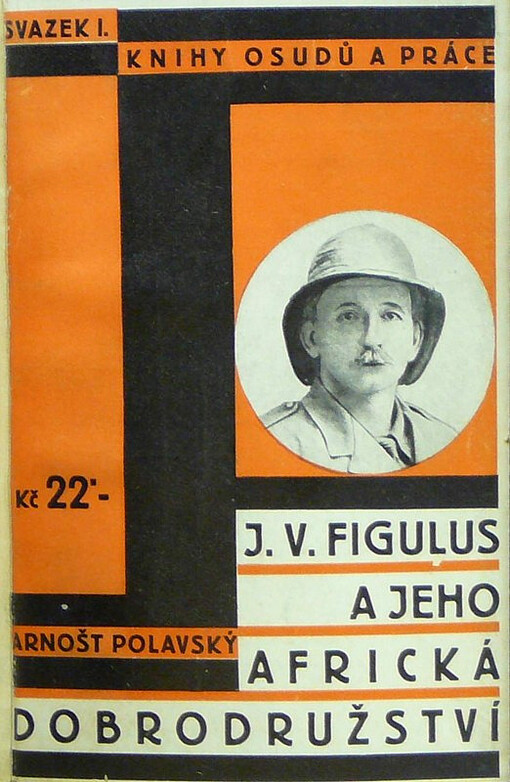 SVAZEK I.
KNIHY OSUDŮ A PRÁCE
Kč 22·-
J. V. FIGULUS
A JEHO
ARNOŠT POLAVSKÝ
AFRICKÁ
DOBRODRUŽSTVÍ